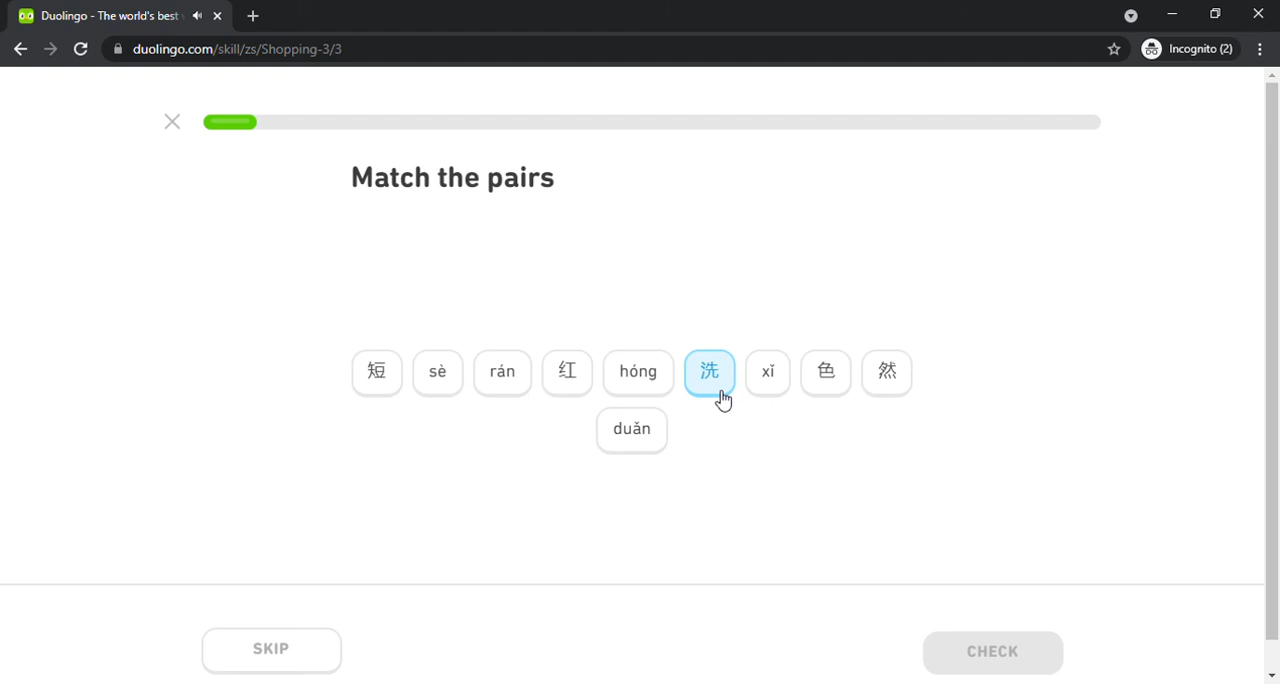 Duolingo - The world's best
duolingo.com/skill/zs/Shopping-3/3
Incognito (2)
Match the pairs
短 sè rán 红 hóng 洗 xǐ 色 然
duǎn
SKIP
CHECK